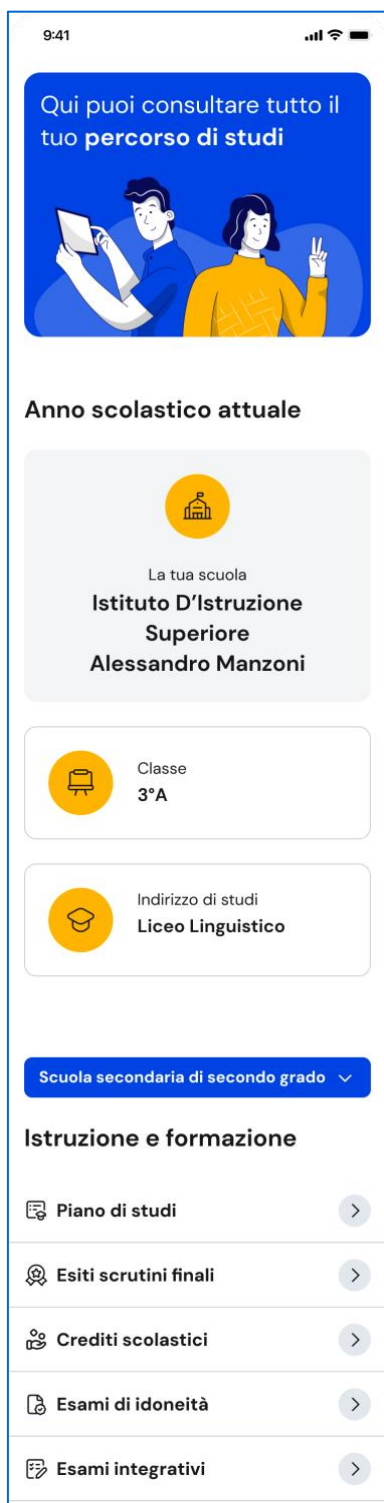 9:41
Qui puoi consultare tutto il
tuo percorso di studi
Anno scolastico attuale
La tua scuola
Istituto D’Istruzione
Superiore
Alessandro Manzoni
Classe
3°A
Indirizzo di studi
Liceo Linguistico
Scuola secondaria di secondo grado
Istruzione e formazione
Piano di studi
Esiti scrutini finali
Crediti scolastici
Esami di idoneità
Esami integrativi